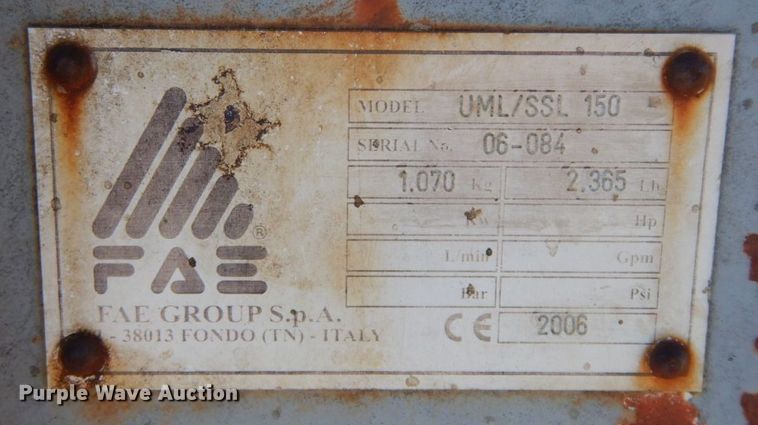 MODEL UML/SSL 150
SERIAL No. 06-084
1.070 Kg 2.365 Lb
Kw Hp
L/min Gpm
Bar Psi
CE 2006
FAE ®
FAE GROUP S.p.A.
I - 38013 FONDO (TN) - ITALY
Purple Wave Auction